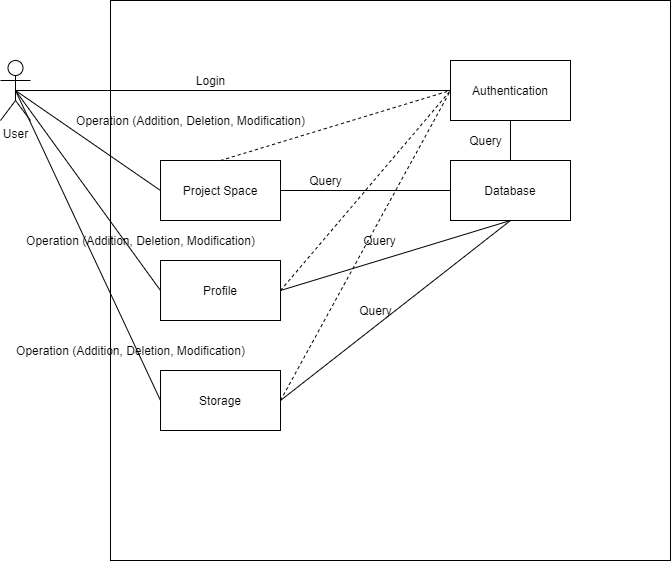 Login
Authentication
Operation (Addition, Deletion, Modification)
User
Query
Project Space
Query
Database
Operation (Addition, Deletion, Modification)
Query
Profile
Query
Operation (Addition, Deletion, Modification)
Storage